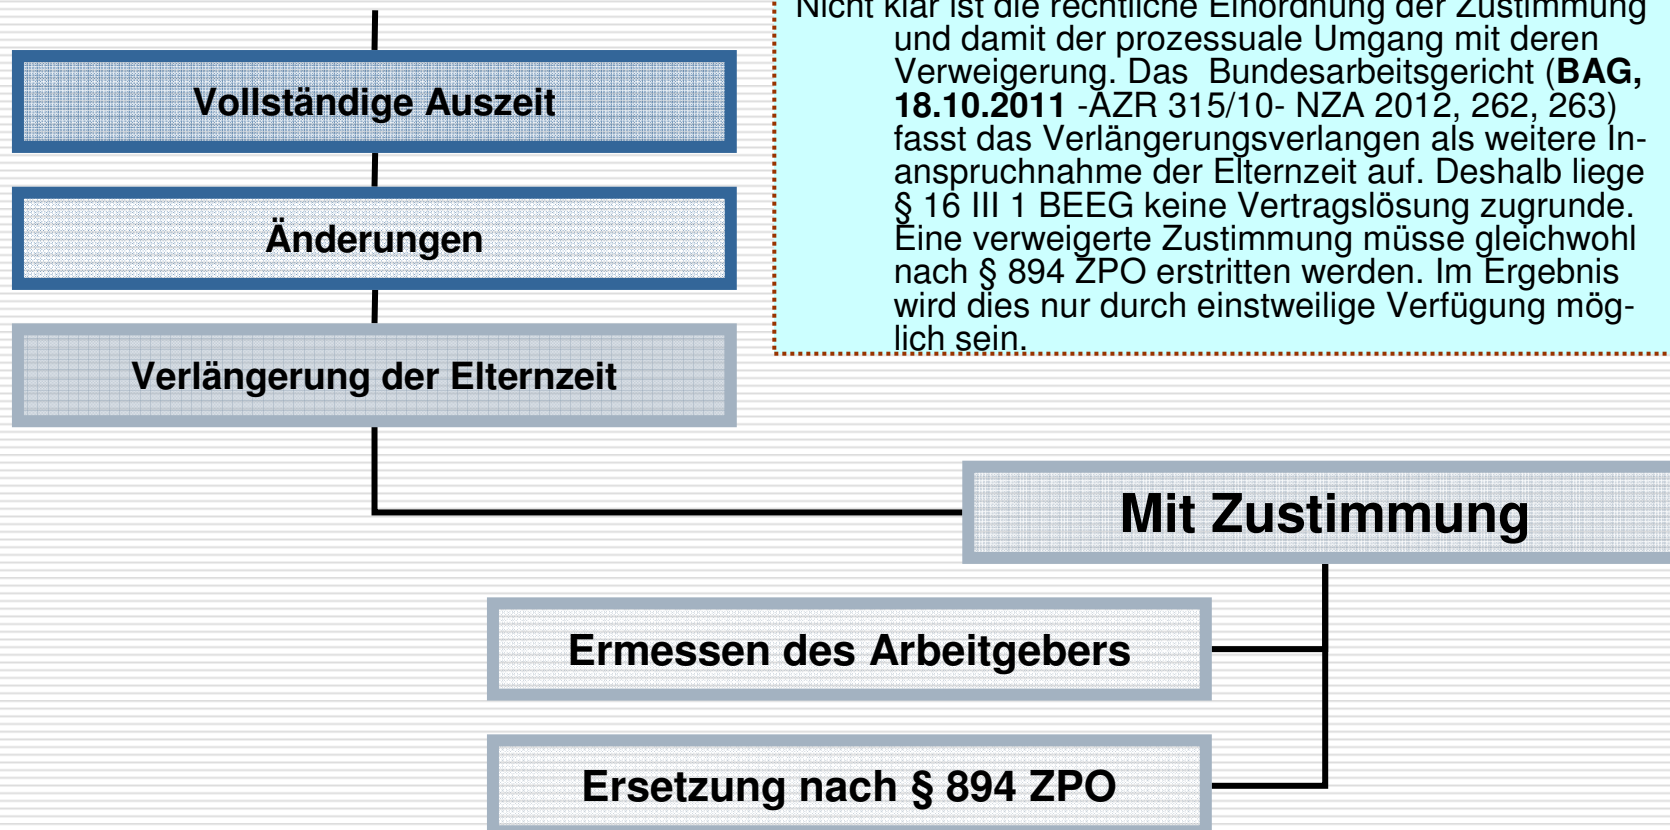 Nicht klar ist die rechtliche Einordnung der Zustimmung
und damit der prozessuale Umgang mit deren
Verweigerung. Das Bundesarbeitsgericht (BAG,
18.10.2011 -AZR 315/10- NZA 2012, 262, 263)
fasst das Verlängerungsverlangen als weitere In-
anspruchnahme der Elternzeit auf. Deshalb liege
§ 16 III 1 BEEG keine Vertragslösung zugrunde.
Eine verweigerte Zustimmung müsse gleichwohl
nach § 894 ZPO erstritten werden. Im Ergebnis
wird dies nur durch einstweilige Verfügung mög-
lich sein.
Vollständige Auszeit
Änderungen
Verlängerung der Elternzeit
Mit Zustimmung
Ermessen des Arbeitgebers
Ersetzung nach § 894 ZPO